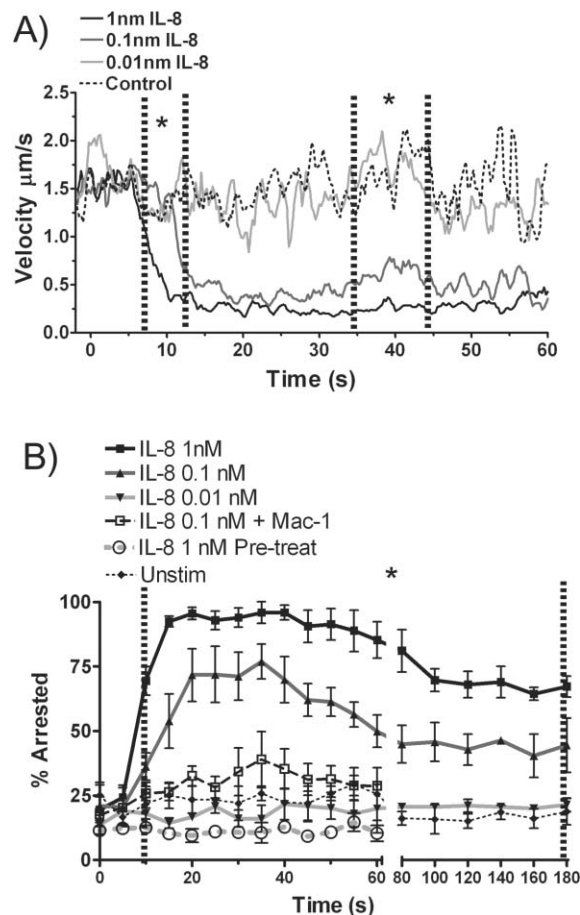 A)
1nm IL-8
0.1nm IL-8
0.01nm IL-8
Control
* *
2.5
2.0
1.5
1.0
0.5
0.0
Velocity µm/s
0 10 20 30 40 50 60
Time (s)
B)
IL-8 1nM
IL-8 0.1 nM
IL-8 0.01 nM
IL-8 0.1 nM + Mac-1
IL-8 1 nM Pre-treat
Unstim
*
100
75
50
25
0
% Arrested
0 20 40 60 80 100 120 140 160 180
Time (s)